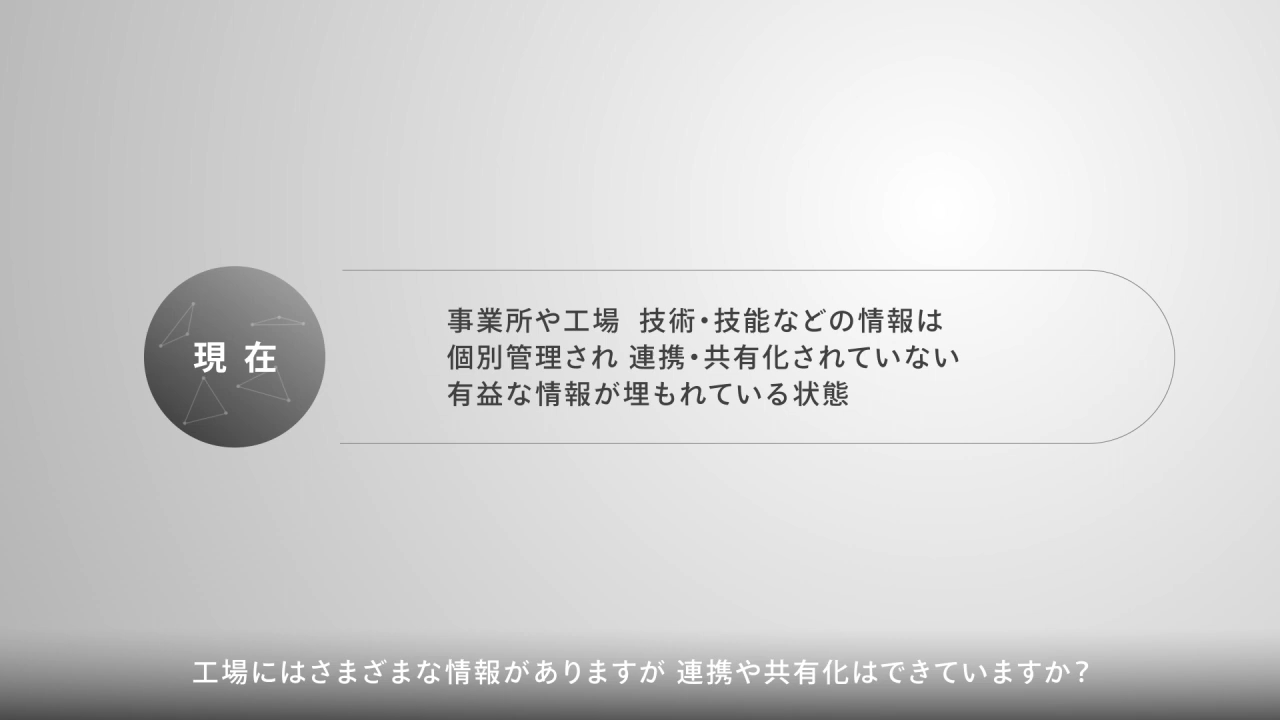 現在
事業所や工場 技術・技能などの情報は
個別管理され 連携・共有化されていない
有益な情報が埋もれている状態
工場にはさまざまな情報がありますが 連携や共有化はできていますか?